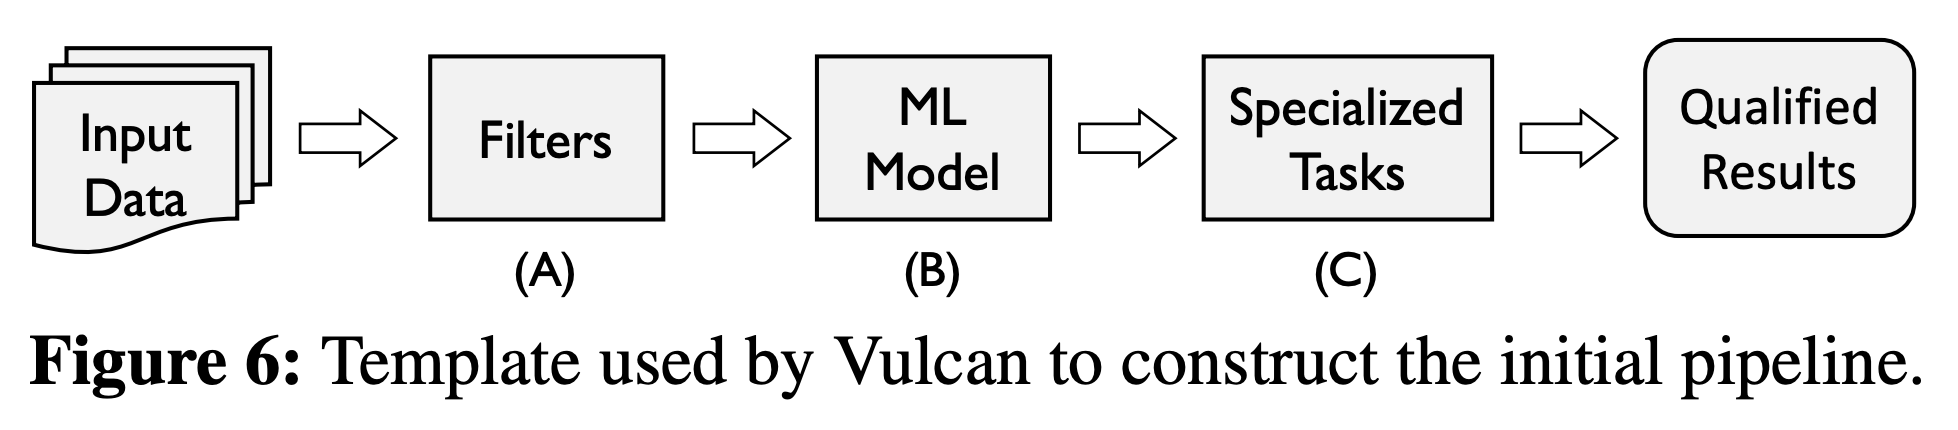 Input
Data
Filters
ML
Model
Specialized
Tasks
Qualified
Results
(A)
(B)
(C)
Figure 6: Template used by Vulcan to construct the initial pipeline.